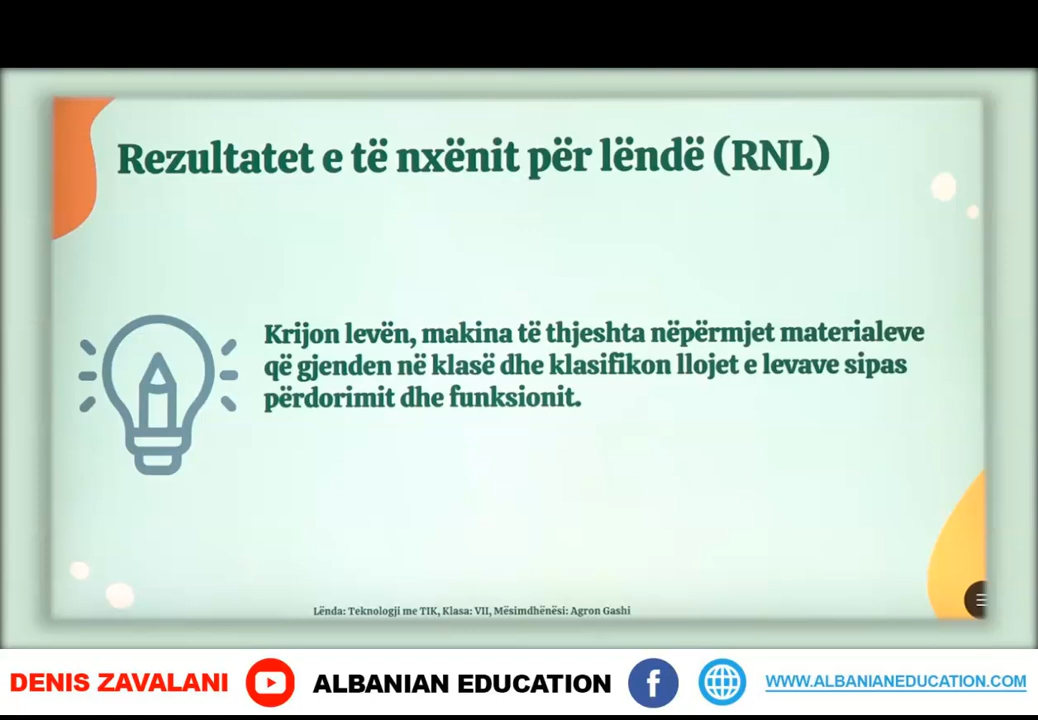 Rezultatet e të nxënit për lëndë (RNL)
Krijon levën, makina të thjeshta nëpërmjet materialeve
që gjenden në klasë dhe klasifikon llojet e levave sipas
përdorimit dhe funksionit.
Lënda: Teknologji me TIK, Klasa: VII, Mësimdhënësi: Agron Gashi
DENIS ZAVALANI ALBANIAN EDUCATION f WWW.ALBANIANEDUCATION.COM